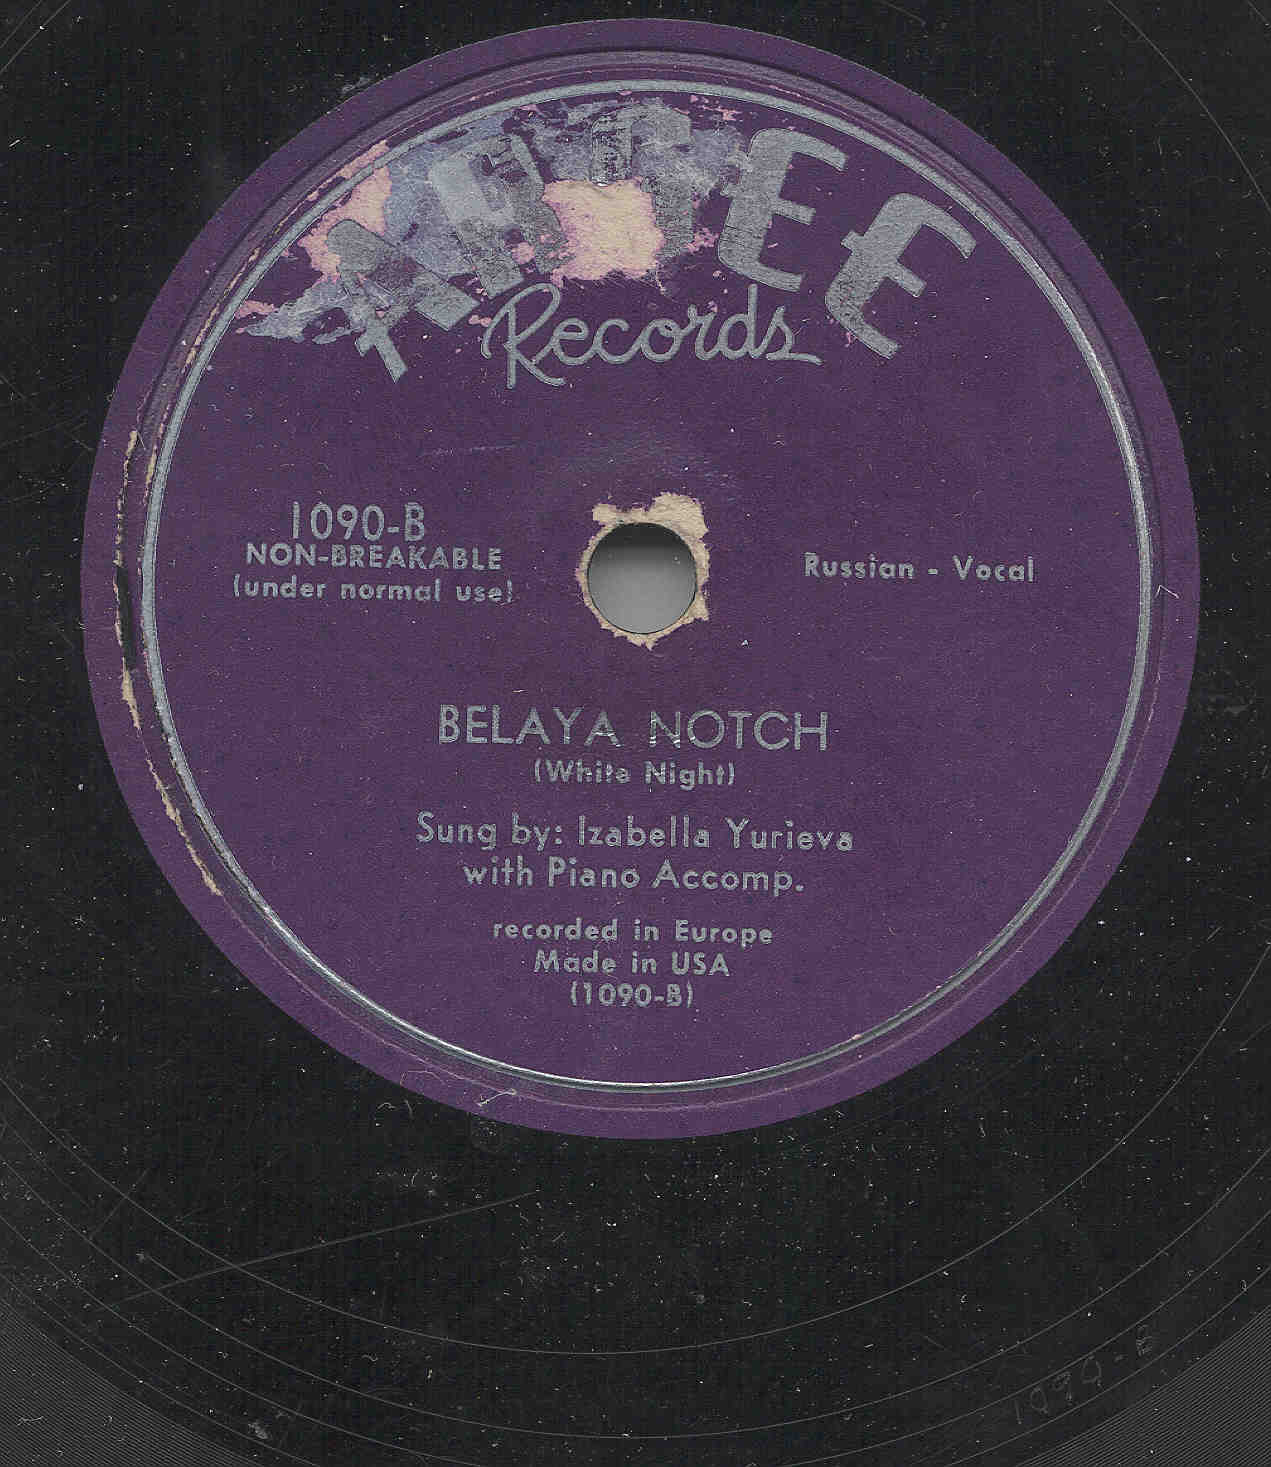 Records
1090-B
NON-BREAKABLE
(under normal use)
Russian - Vocal
BELAYA NOTCH
(White Night)
Sung by: Izabella Yurieva
with Piano Accomp.
recorded in Europe
Made in USA
(1090-B)
1090-B